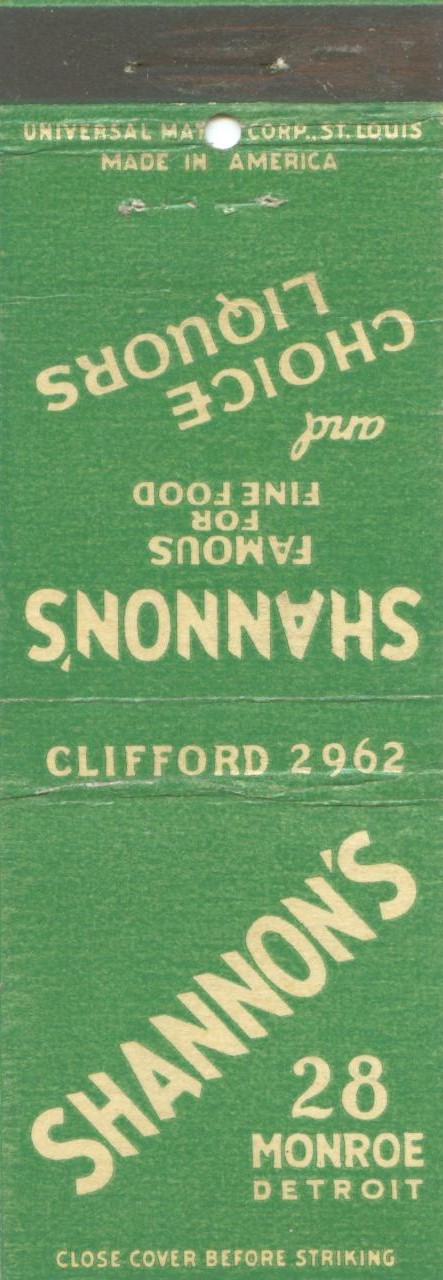 UNIVERSAL MAT CORP., ST. LOUIS
MADE IN AMERICA
SHANNON'S
FAMOUS
FOR
FINE FOOD
and
CHOICE
LIQUORS
CLIFFORD 2962
SHANNON'S
28
MONROE
DETROIT
CLOSE COVER BEFORE STRIKING